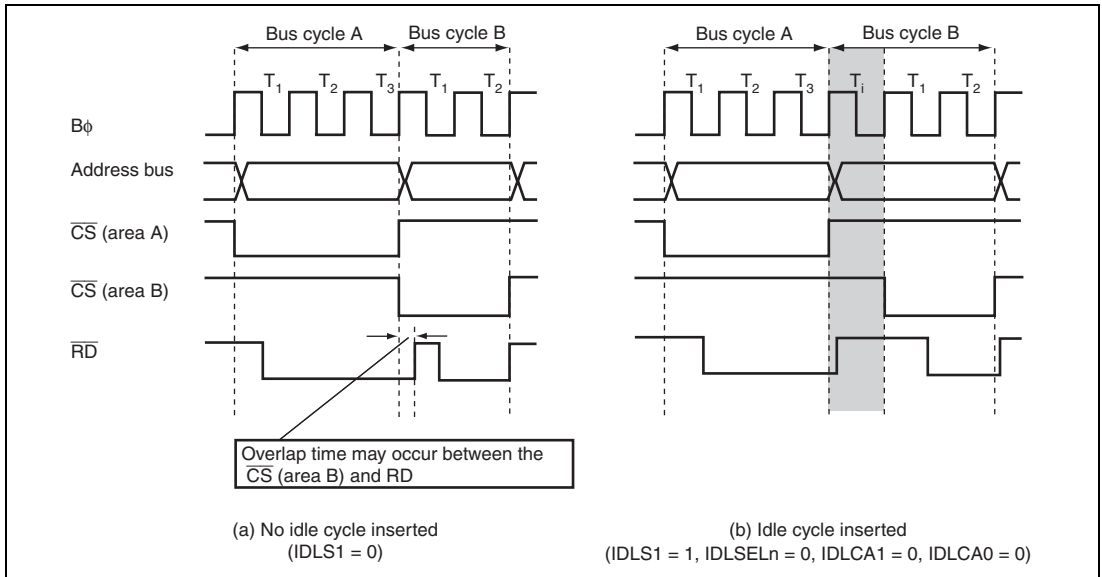 Bus cycle A Bus cycle B Bus cycle A Bus cycle B
T1 T2 T3 T1 T2 T1 T2 T3 Ti T1 T2
Bφ
Address bus
CS (area A)
CS (area B)
RD
Overlap time may occur between the
CS (area B) and RD
(a) No idle cycle inserted
(IDLS1 = 0)
(b) Idle cycle inserted
(IDLS1 = 1, IDLSELn = 0, IDLCA1 = 0, IDLCA0 = 0)